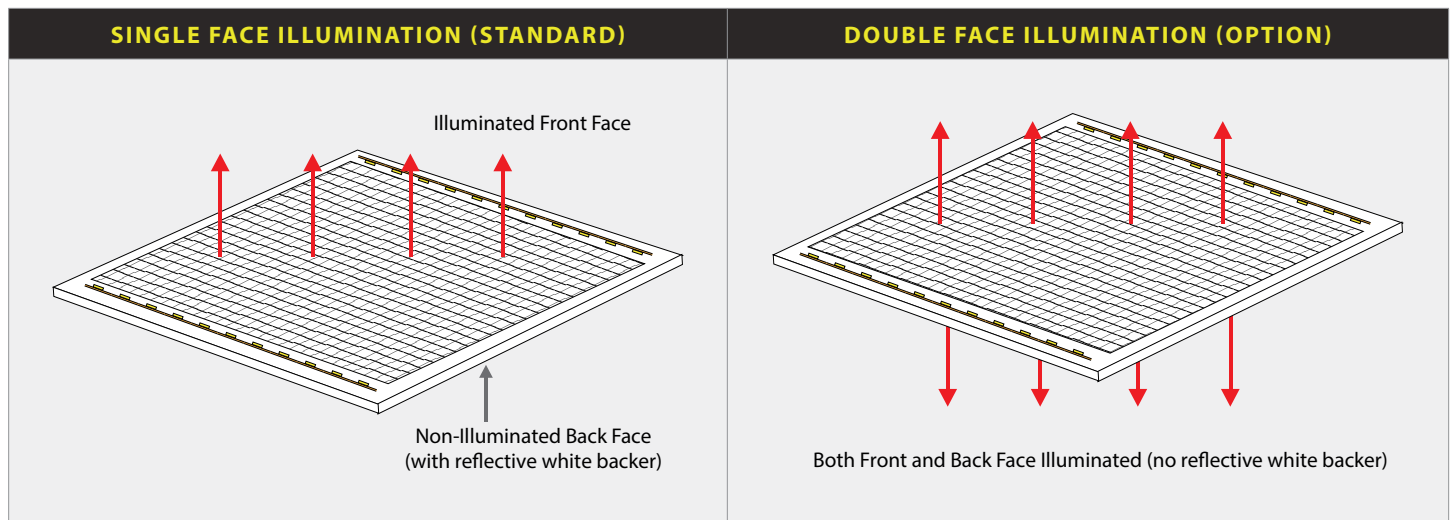 SINGLE FACE ILLUMINATION (STANDARD)
DOUBLE FACE ILLUMINATION (OPTION)
Illuminated Front Face
Non-Illuminated Back Face
(with reflective white backer)
Both Front and Back Face Illuminated (no reflective white backer)